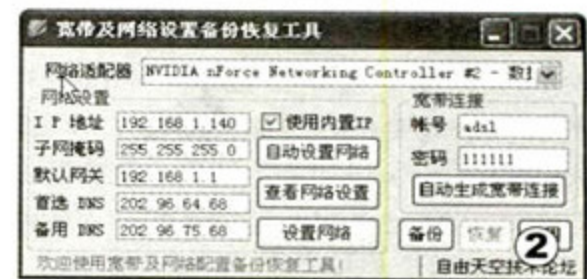 宽带及网络设置备份恢复工具
网络适配器 NVIDIA nForce Networking Controller #2 -
网络设置
宽带连接
IP 地址 192.168.1.140 使用内置IP 帐号 adsl
子网掩码 255.255.255.0 自动设置网络 密码 111111
默认网关 192.168.1.1
查看网络设置 自动生成宽带连接
首选 DNS 202.96.64.68
备用 DNS 202.96.75.68 设置网络 备份 恢复
2
欢迎使用宽带及网络配置备份恢复工具! 自由天空技术论坛